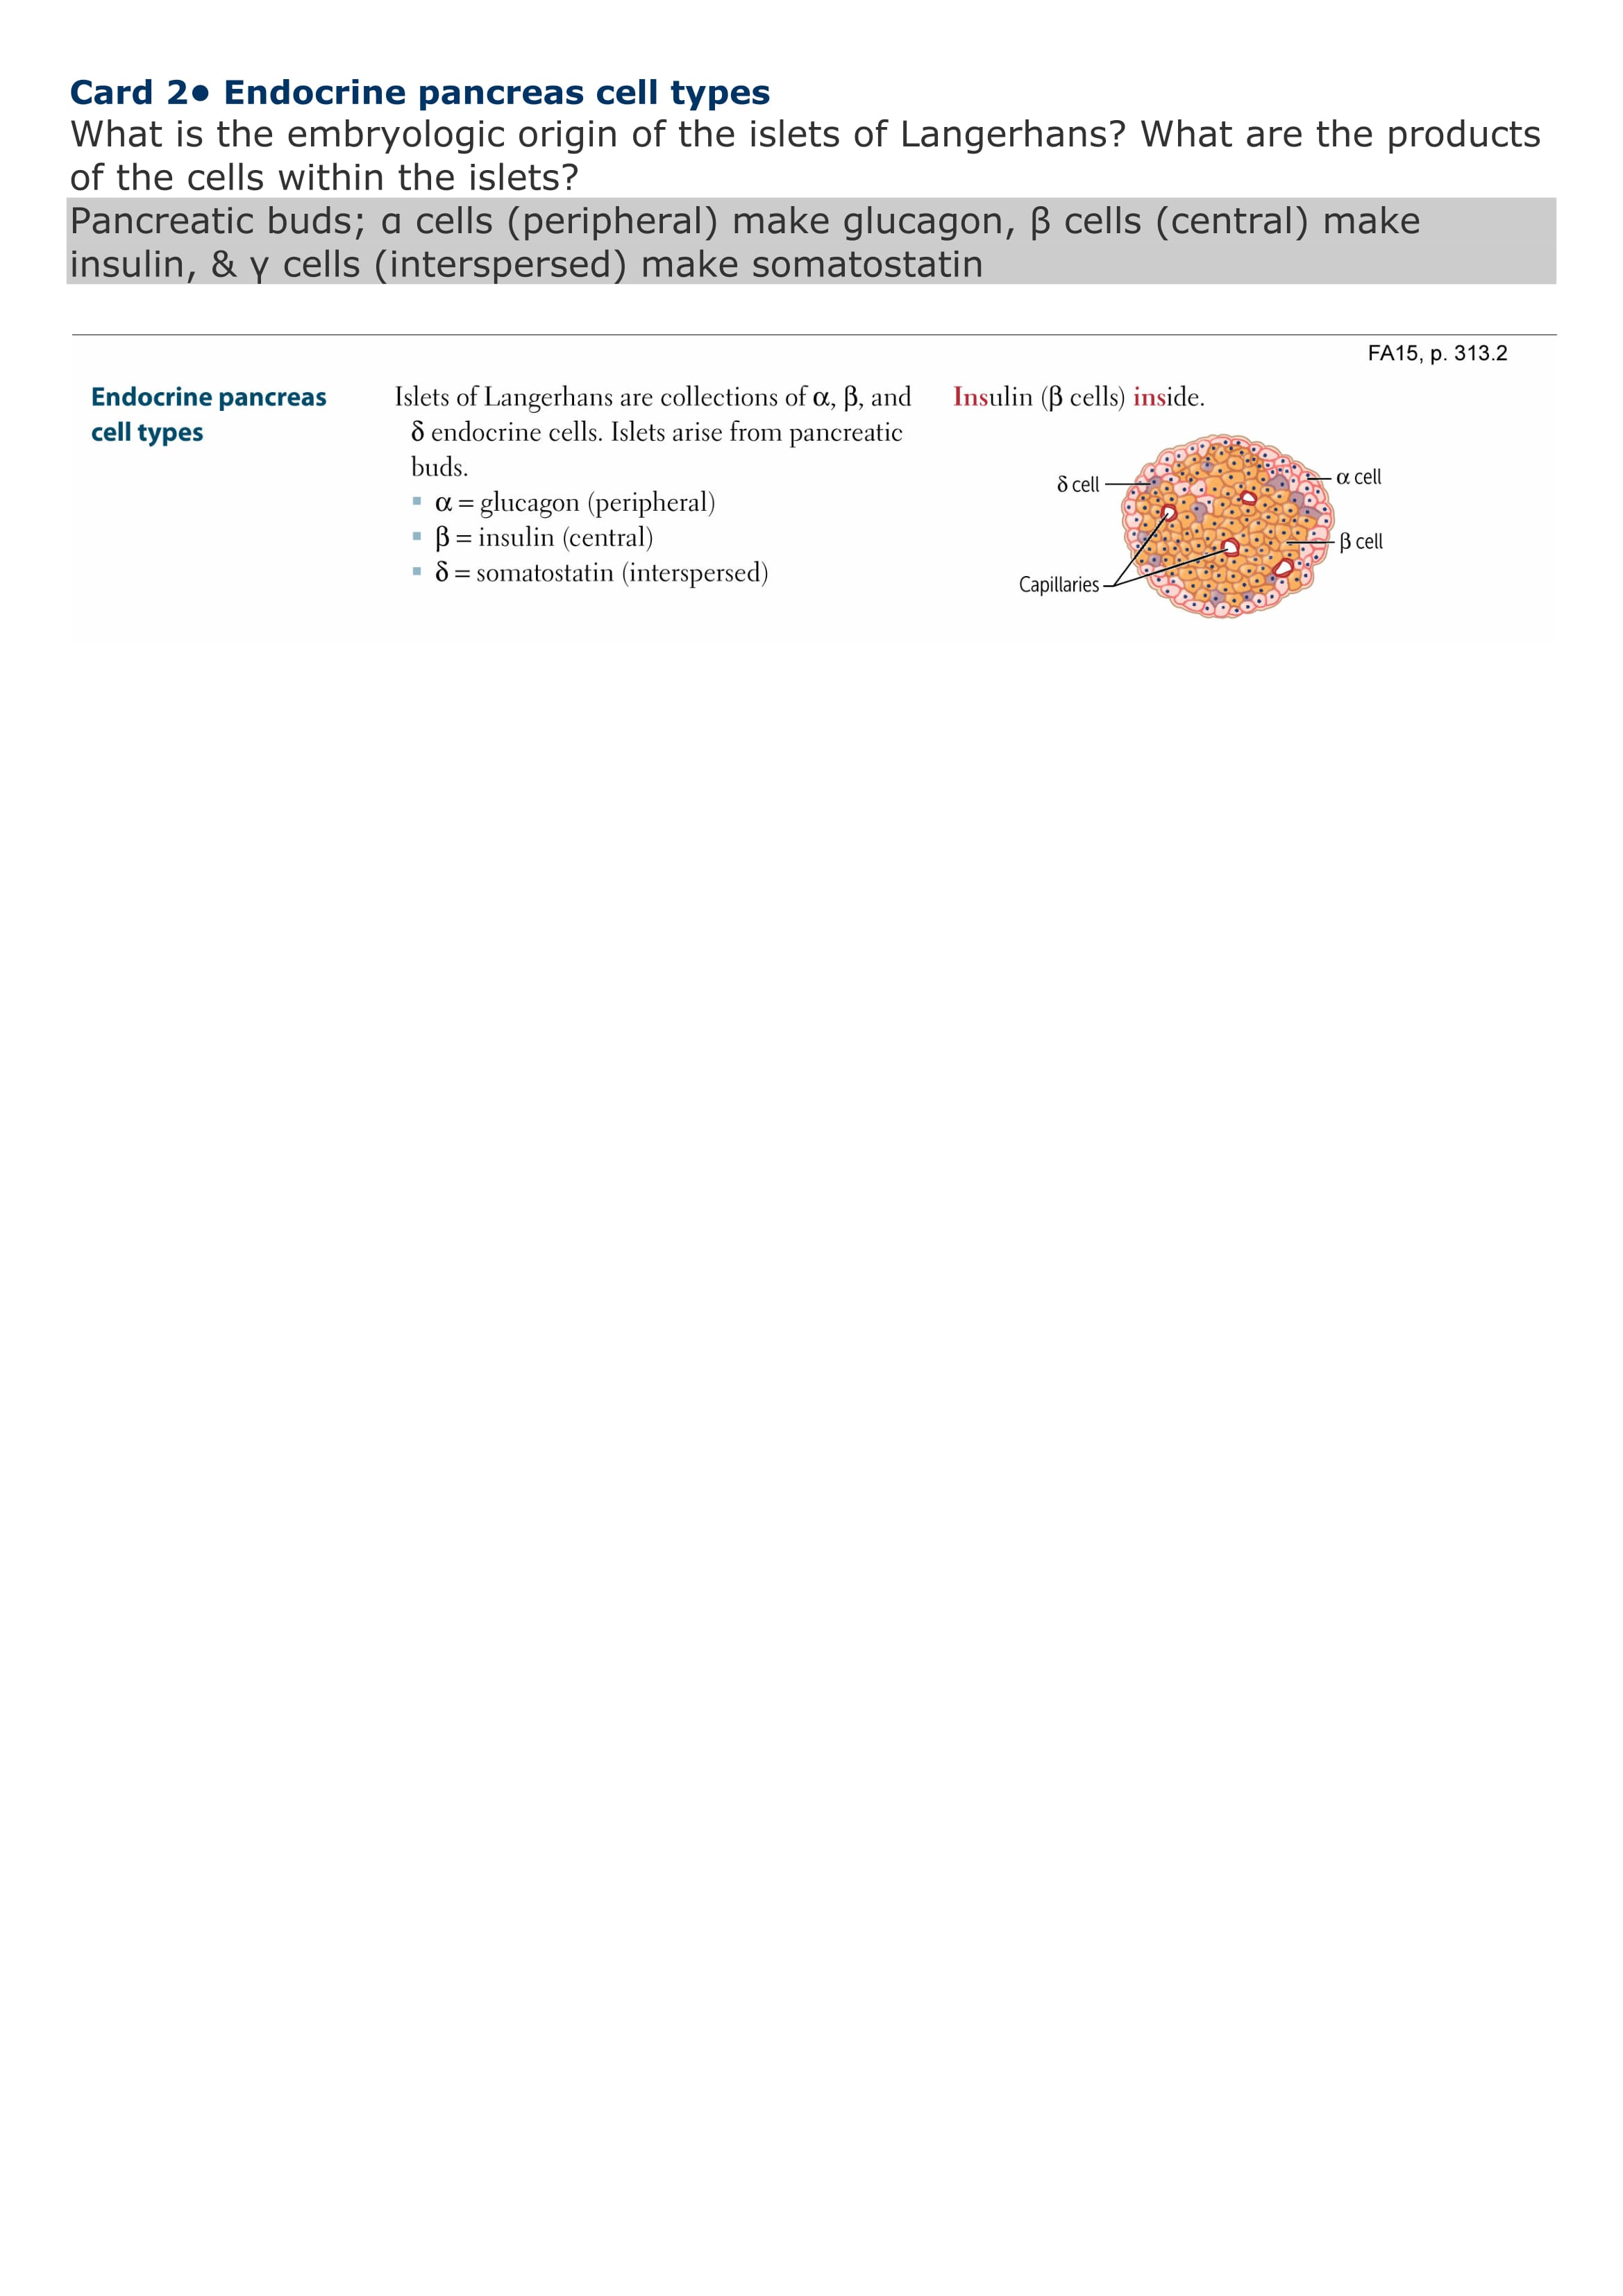 Card 2● Endocrine pancreas cell types
What is the embryologic origin of the islets of Langerhans? What are the products
of the cells within the islets?
Pancreatic buds; α cells (peripheral) make glucagon, β cells (central) make
insulin, & γ cells (interspersed) make somatostatin
FA15, p. 313.2
Endocrine pancreas
cell types
Islets of Langerhans are collections of α, β, and
δ endocrine cells. Islets arise from pancreatic
buds.
▪ α = glucagon (peripheral)
▪ β = insulin (central)
▪ δ = somatostatin (interspersed)
Insulin (β cells) inside.
δ cell
α cell
β cell
Capillaries